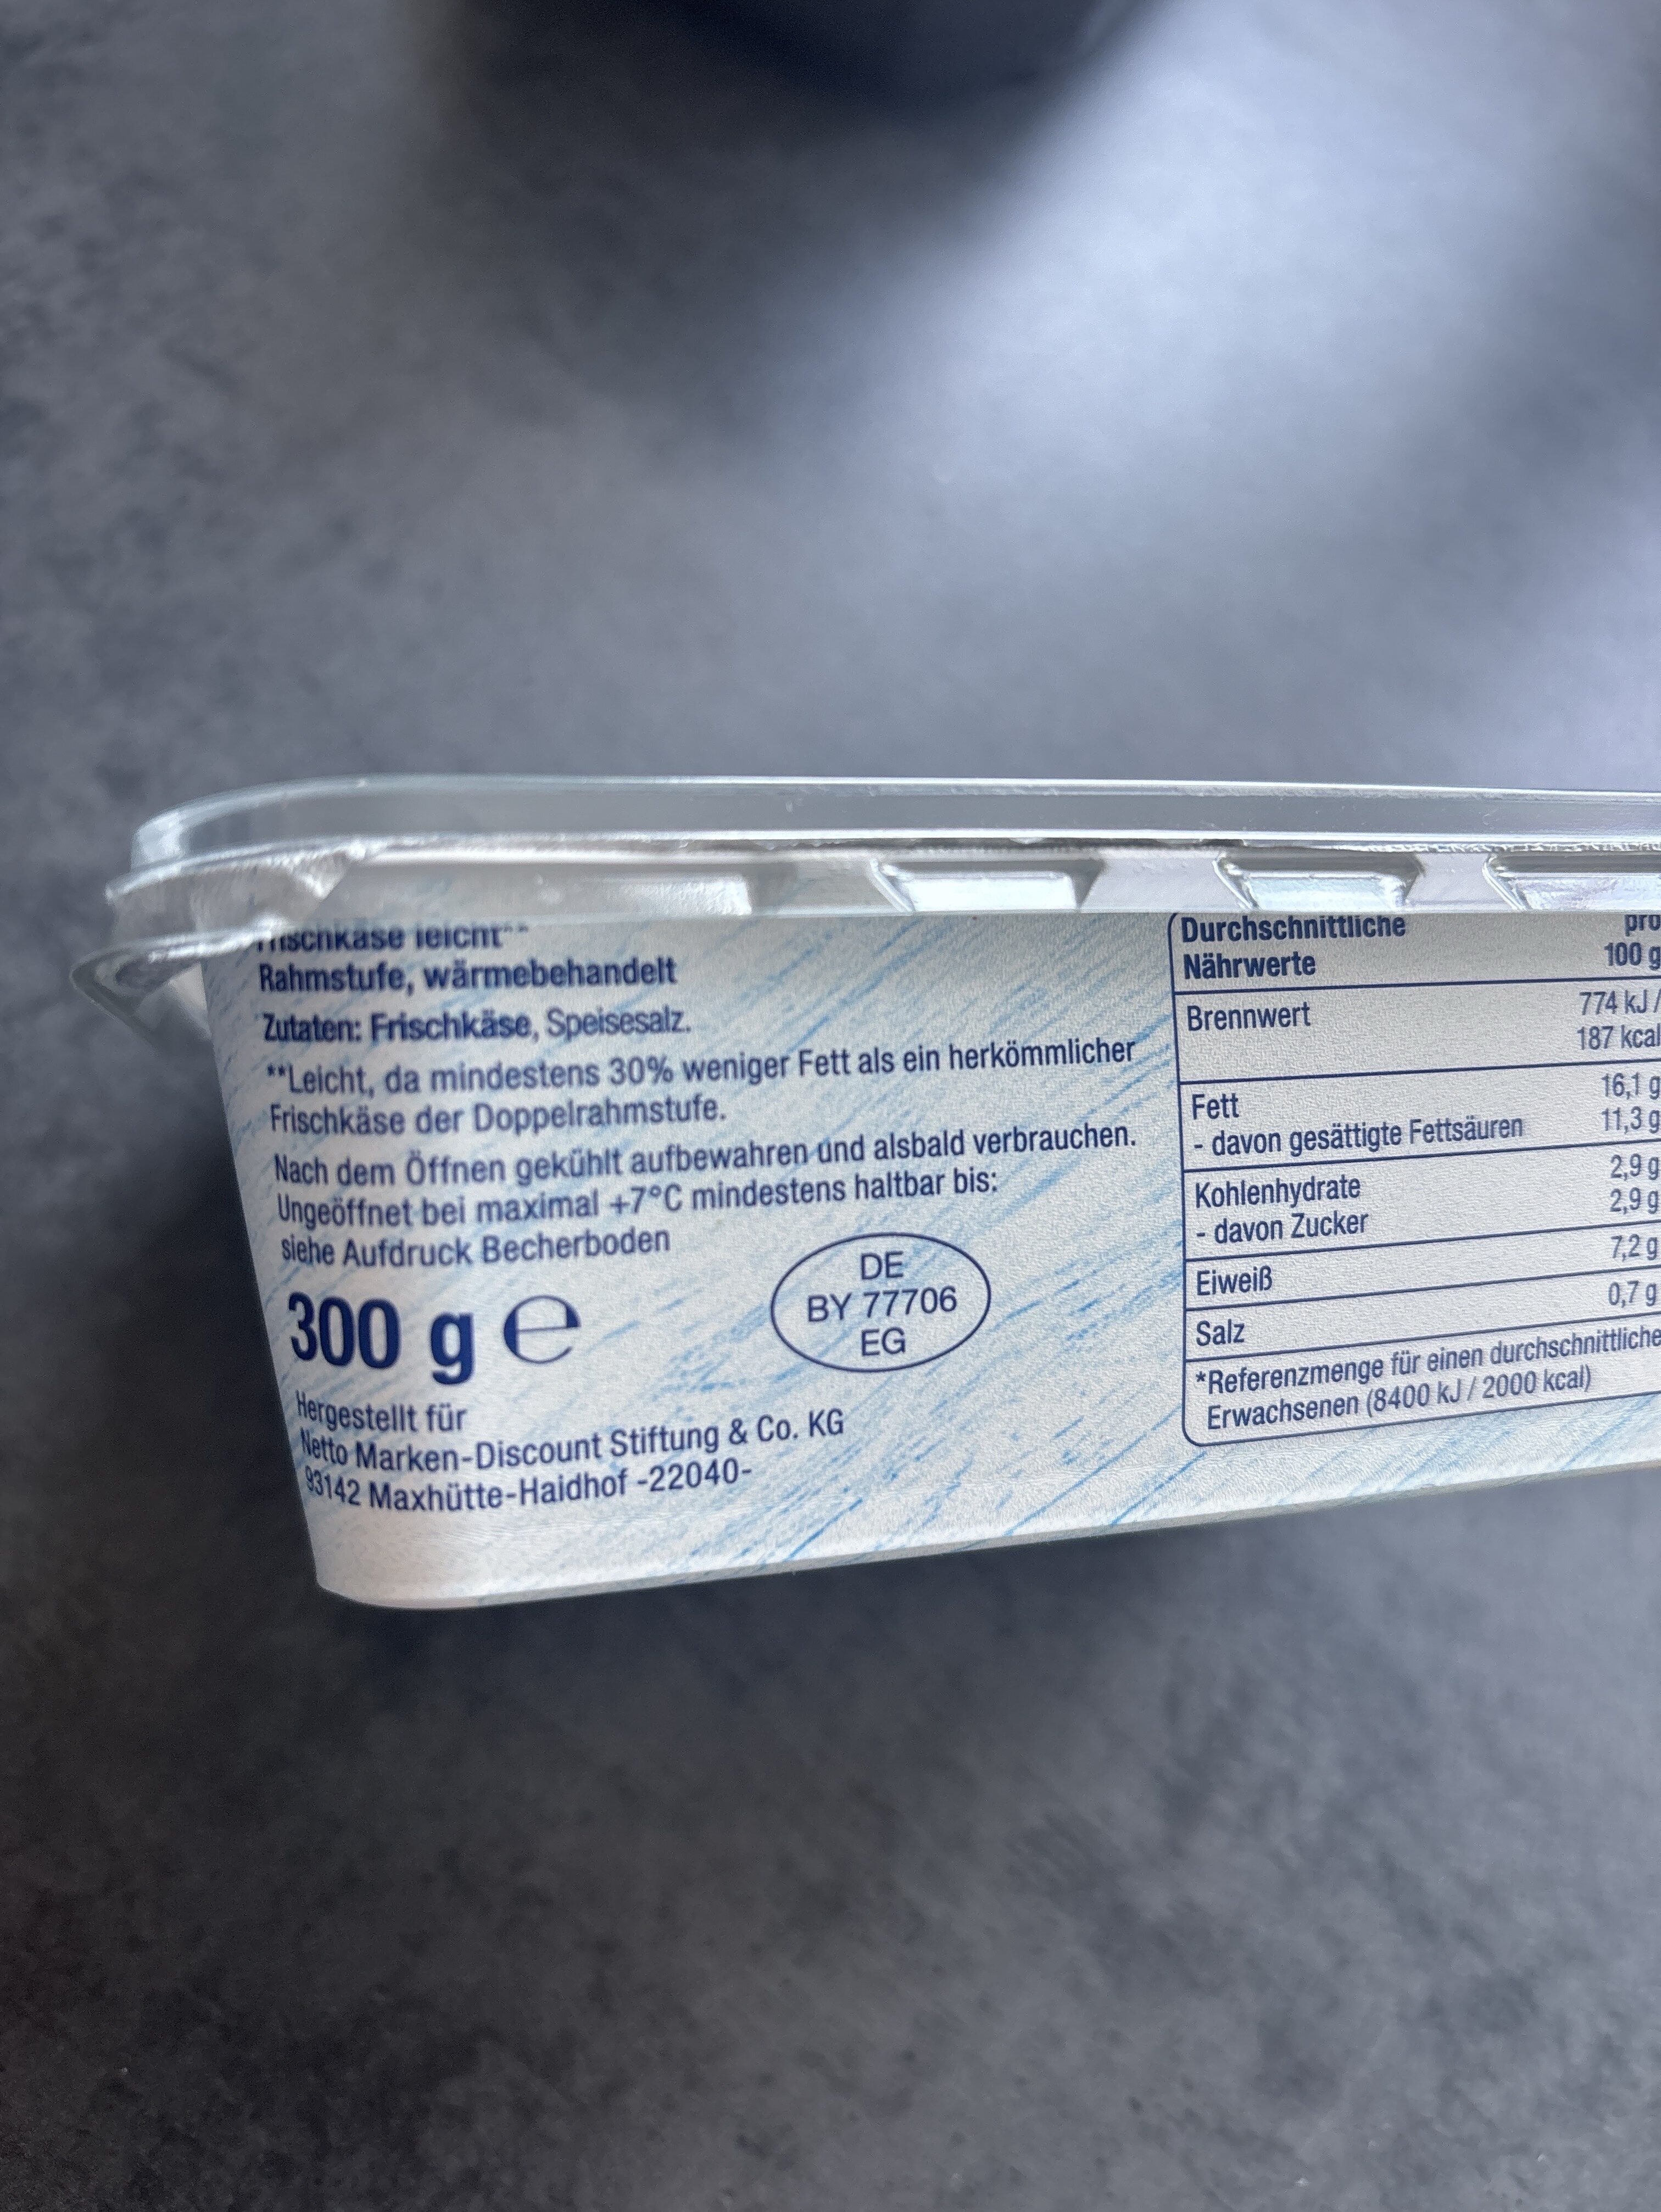 Frischkäse leicht**
Rahmstufe, wärmebehandelt
Zutaten: Frischkäse, Speisesalz.
**Leicht, da mindestens 30% weniger Fett als ein herkömmlicher
Frischkäse der Doppelrahmstufe.
Nach dem Öffnen gekühlt aufbewahren und alsbald verbrauchen.
Ungeöffnet bei maximal +7°C mindestens haltbar bis:
siehe Aufdruck Becherboden
300 g ℮
DE
BY 77706
EG
Hergestellt für
Netto Marken-Discount Stiftung & Co. KG
93142 Maxhütte-Haidhof -22040-
Durchschnittliche pro
Nährwerte 100 g
Brennwert 774 kJ /
187 kcal
Fett 16,1 g
- davon gesättigte Fettsäuren 11,3 g
Kohlenhydrate 2,9 g
- davon Zucker 2,9 g
Eiweiß 7,2 g
Salz 0,7 g
*Referenzmenge für einen durchschnittliche
Erwachsenen (8400 kJ / 2000 kcal)